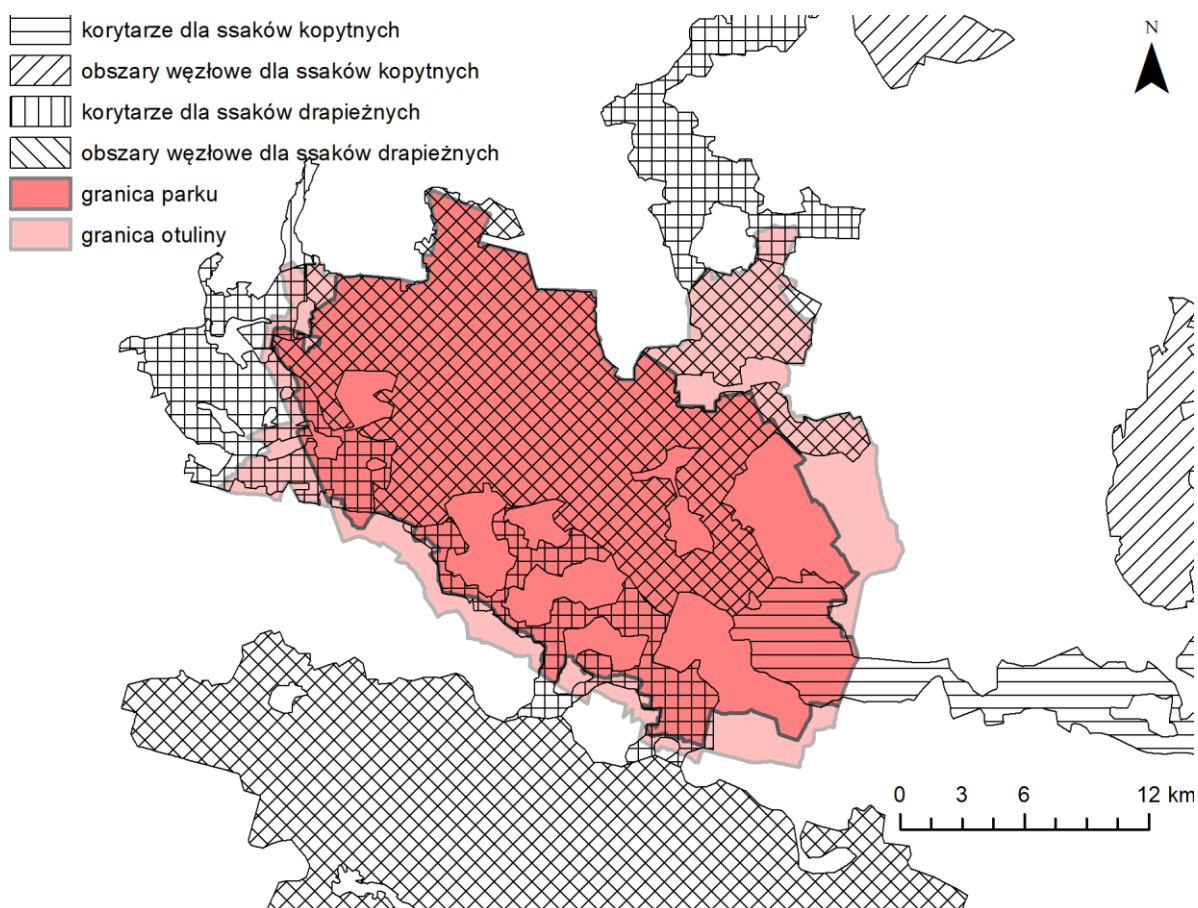 korytarze dla ssaków kopytnych
obszary węzłowe dla ssaków kopytnych
korytarze dla ssaków drapieżnych
obszary węzłowe dla ssaków drapieżnych
granica parku
granica otuliny
N
0 3 6 12 km